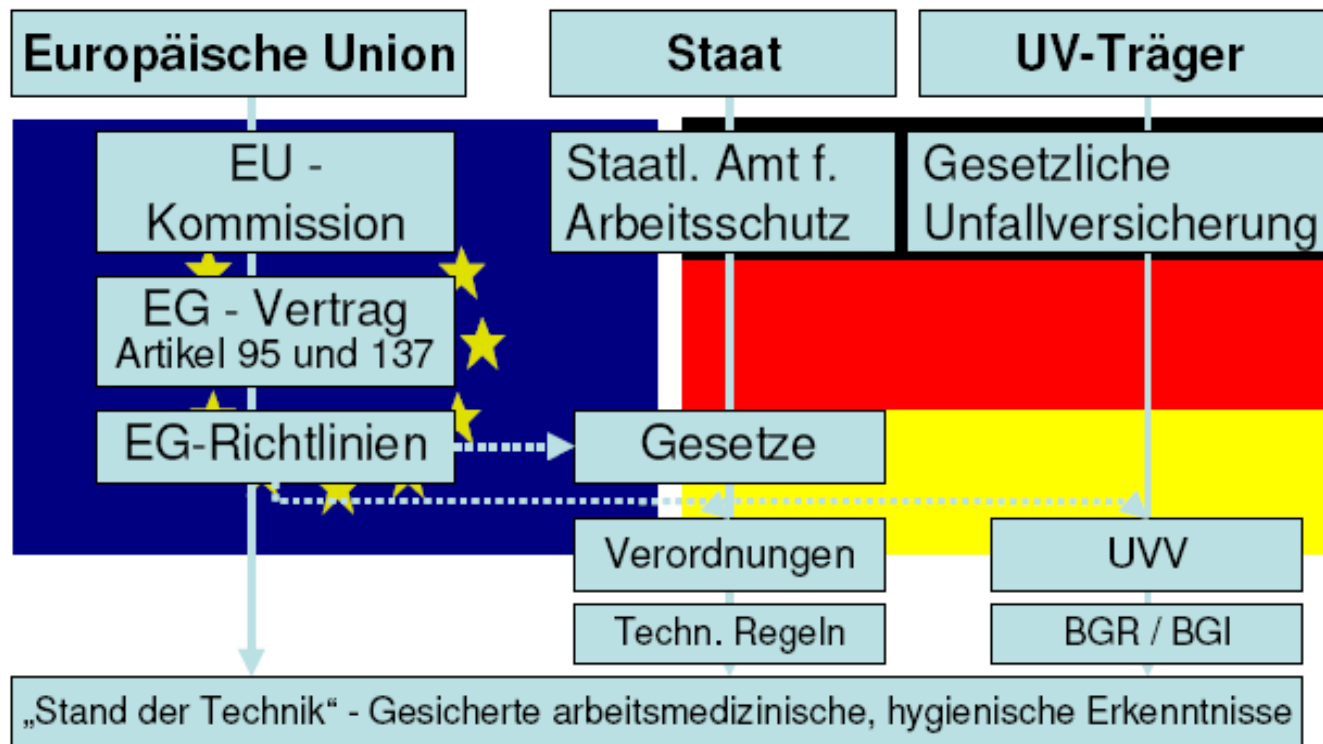 Europäische Union
Staat
UV-Träger
EU -
Kommission
Staatl. Amt f.
Arbeitsschutz
Gesetzliche
Unfallversicherung
EG - Vertrag
Artikel 95 und 137
EG-Richtlinien
Gesetze
Verordnungen
UVV
Techn. Regeln
BGR / BGI
„Stand der Technik“ - Gesicherte arbeitsmedizinische, hygienische Erkenntnisse